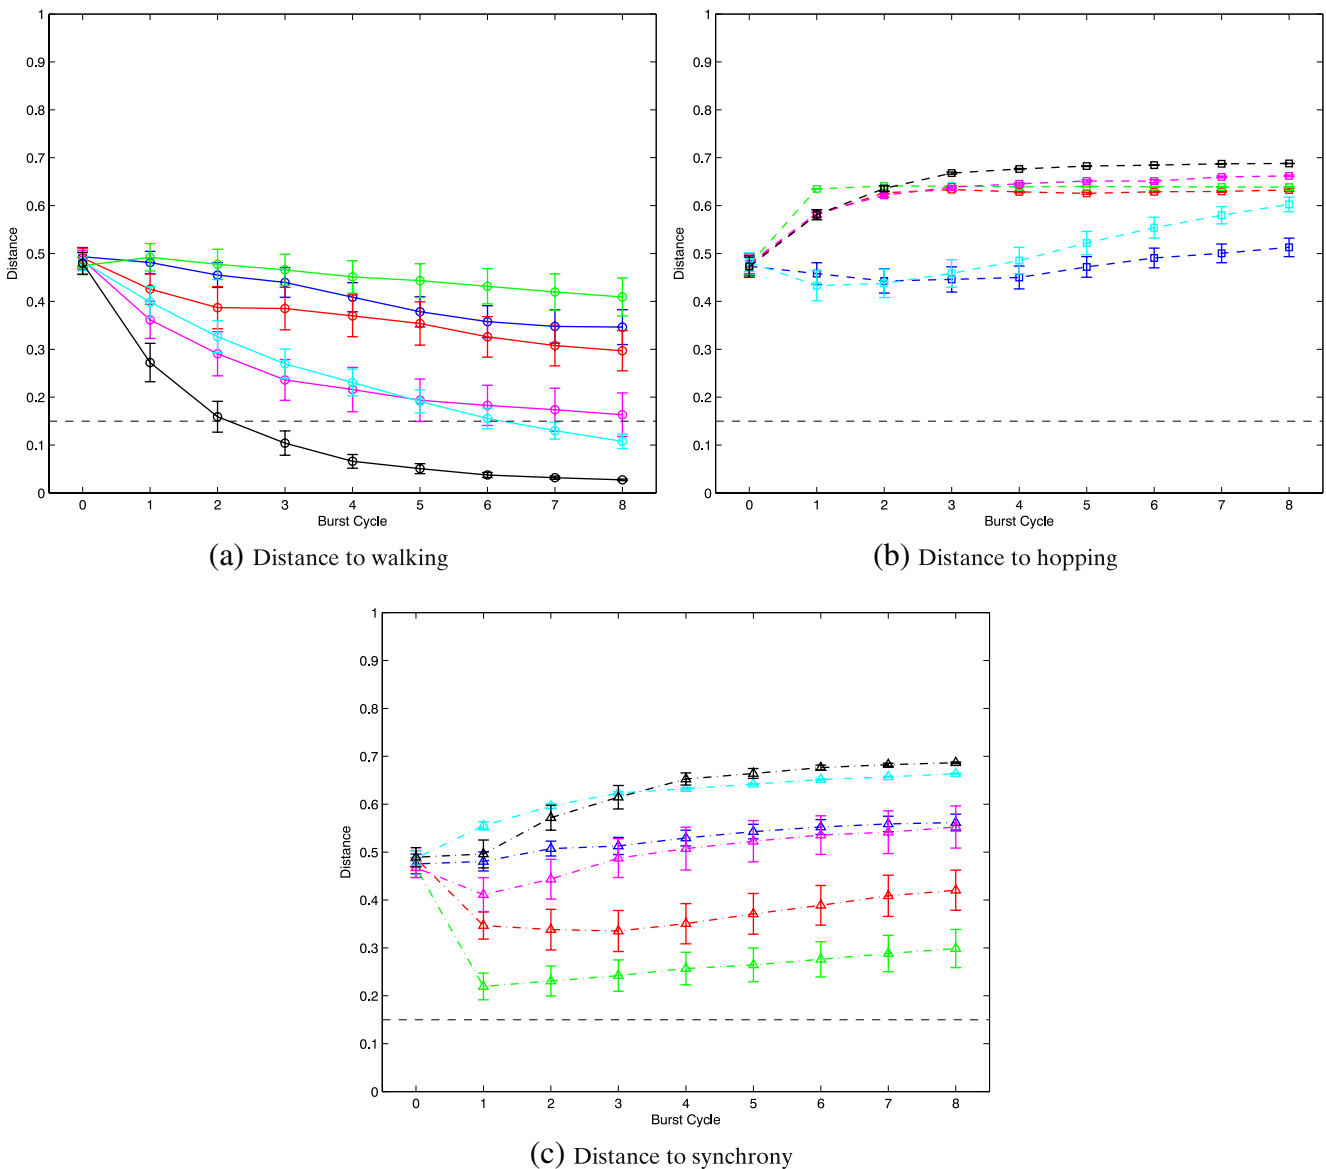 1
0.9
0.8
0.7
0.6
0.5
0.4
0.3
0.2
0.1
0
Distance
0 1 2 3 4 5 6 7 8
Burst Cycle
(a) Distance to walking
1
0.9
0.8
0.7
0.6
0.5
0.4
0.3
0.2
0.1
0
Distance
0 1 2 3 4 5 6 7 8
Burst Cycle
(b) Distance to hopping
1
0.9
0.8
0.7
0.6
0.5
0.4
0.3
0.2
0.1
0
Distance
0 1 2 3 4 5 6 7 8
Burst Cycle
(c) Distance to synchrony